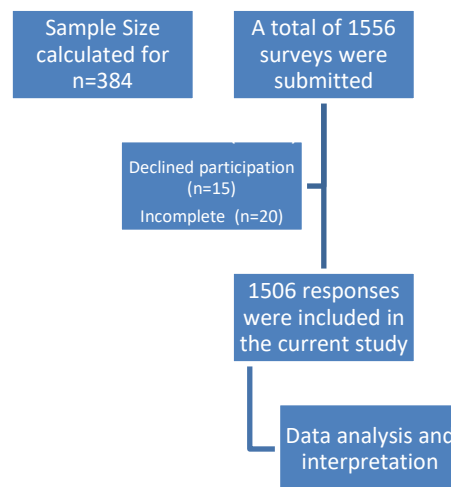 Sample Size
calculated for
n=384
A total of 1556
surveys were
submitted
Declined participation
(n=15)
Incomplete (n=20)
1506 responses
were included in
the current study
Data analysis and
interpretation